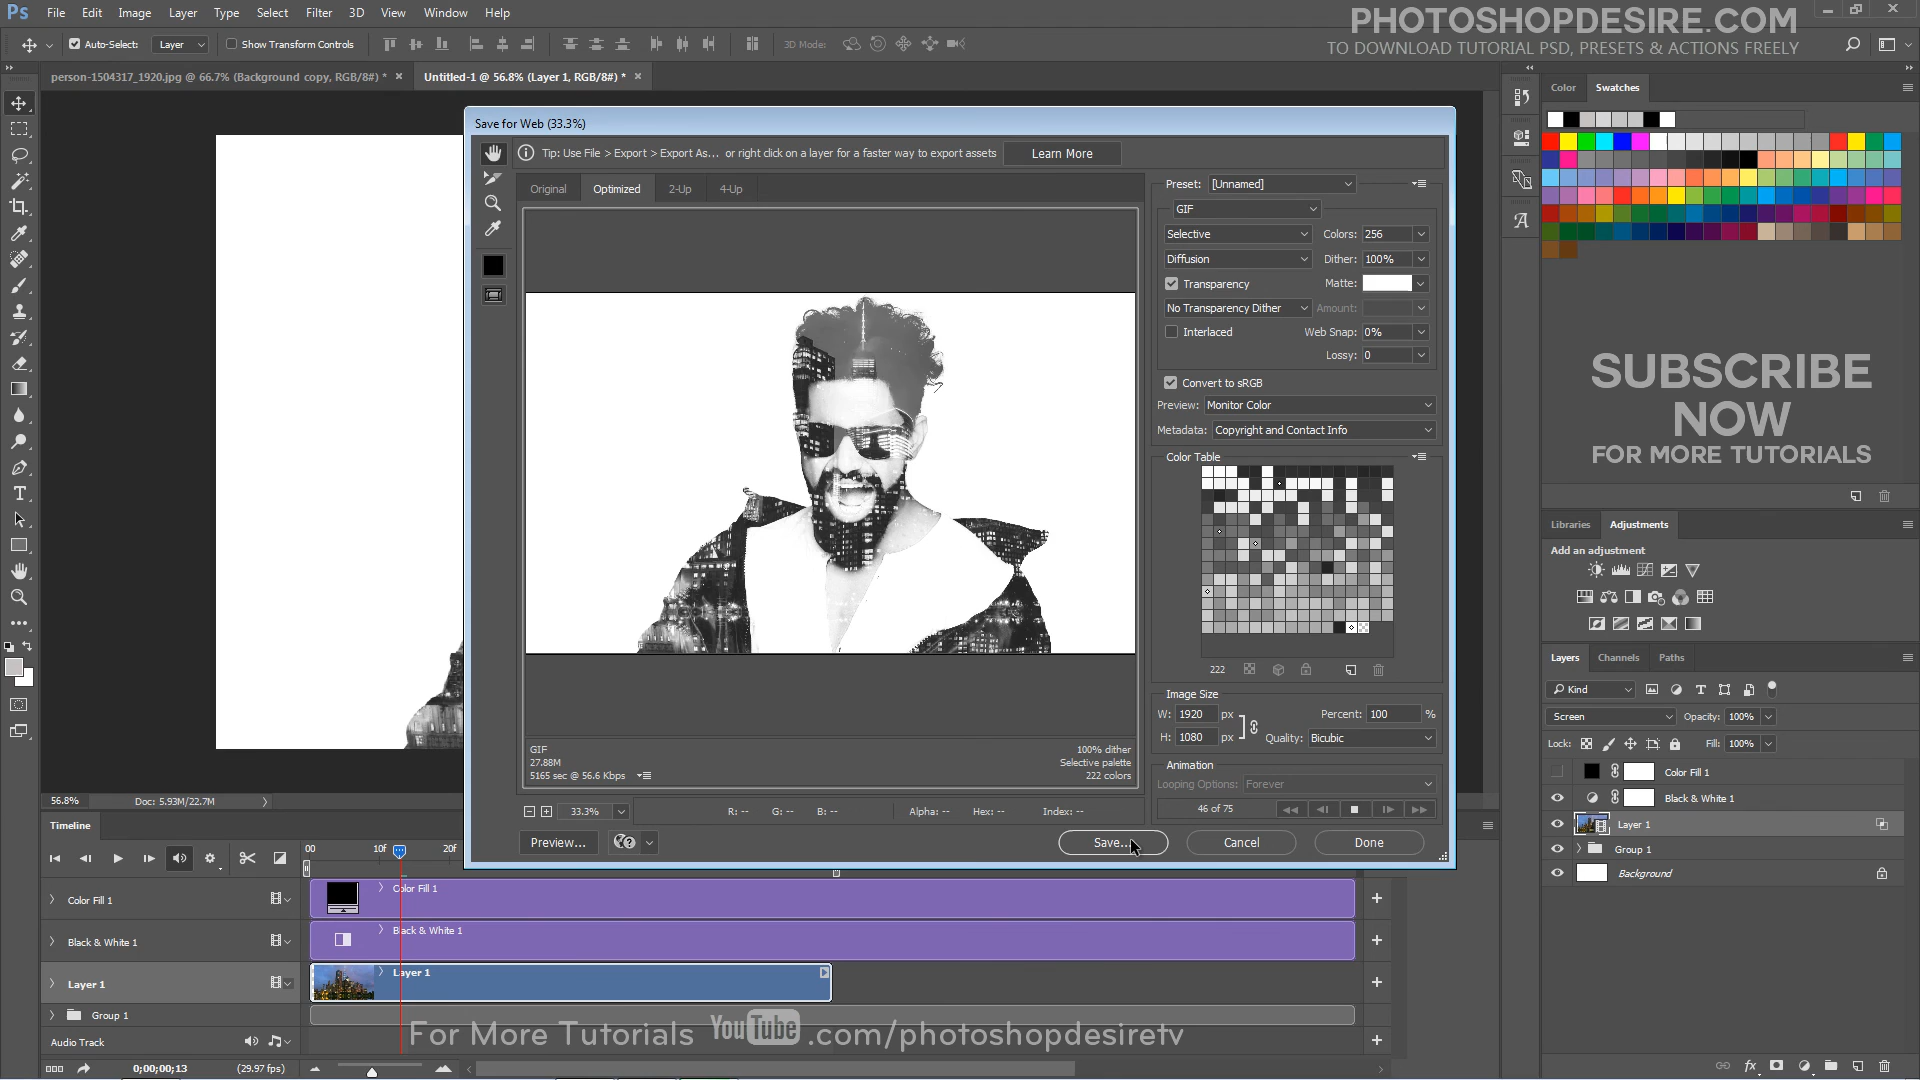 Ps File Edit Image Layer Type Select Filter 3D View Window Help
PHOTOSHOPDESIRE.COM
TO DOWNLOAD TUTORIAL PSD, PRESETS & ACTIONS FREELY
Auto-Select: Layer Show Transform Controls 3D Mode:
person-1504317_1920.jpg @ 66.7% (Background copy, RGB/8#) * × Untitled-1 @ 56.8% (Layer 1, RGB/8#) * ×
Save for Web (33.3%)
Tip: Use File > Export > Export As... or right click on a layer for a faster way to export assets Learn More
Original Optimized 2-Up 4-Up
Preset: [Unnamed]
GIF
Selective Colors: 256
Diffusion Dither: 100%
Transparency Matte:
No Transparency Dither Amount:
Interlaced Web Snap: 0%
Lossy: 0
Convert to sRGB
Preview: Monitor Color
Metadata: Copyright and Contact Info
Color Table
222
Image Size
W: 1920 px Percent: 100 %
H: 1080 px Quality: Bicubic
Animation
Looping Options: Forever
46 of 75
GIF 100% dither
27.88M Selective palette
5165 sec @ 56.6 Kbps 222 colors
33.3% R: -- G: -- B: -- Alpha: -- Hex: -- Index: --
Preview... Save... Cancel Done
Color Swatches
SUBSCRIBE
NOW
FOR MORE TUTORIALS
Libraries Adjustments
Add an adjustment
Layers Channels Paths
Kind
Screen Opacity: 100%
Lock: Fill: 100%
Color Fill 1
Black & White 1
Layer 1
Group 1
Background
56.8% Doc: 5.93M/22.7M
Timeline
00 10f 20f
Color Fill 1 Color Fill 1
Black & White 1 Black & White 1
Layer 1 Layer 1
Group 1
For More Tutorials YouTube .com/photoshopdesiretv
Audio Track
0;00;00;13 (29.97 fps)